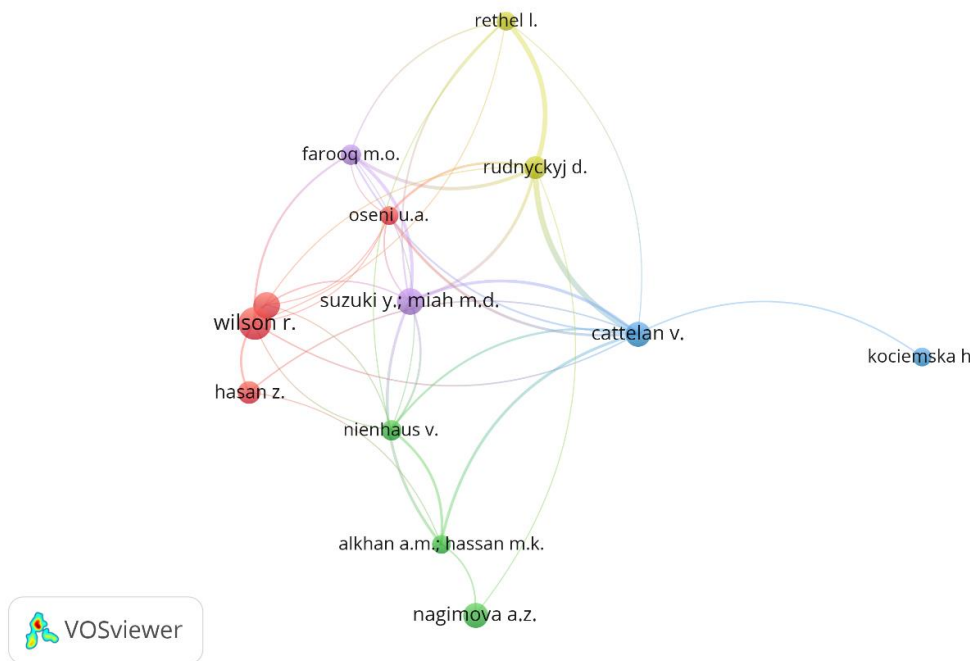 rethel l.
farooq m.o.
rudnyckyj d.
oseni u.a.
suzuki y.; miah m.d.
wilson r.
cattelan v.
kociemska h
hasan z.
nienhaus v.
alkhan a.m.; hassan m.k.
nagimova a.z.
VOSviewer